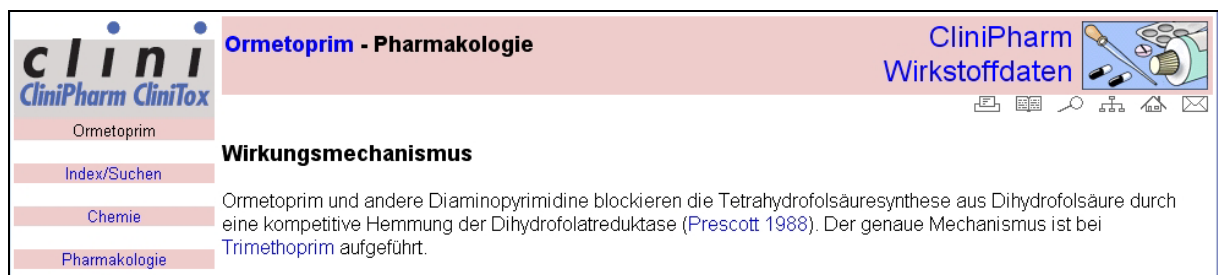 clini
CliniPharm CliniTox
Ormetoprim - Pharmakologie
CliniPharm
Wirkstoffdaten
Ormetoprim
Index/Suchen
Chemie
Pharmakologie
Wirkungsmechanismus
Ormetoprim und andere Diaminopyrimidine blockieren die Tetrahydrofolsäuresynthese aus Dihydrofolsäure durch
eine kompetitive Hemmung der Dihydrofolatreduktase (Prescott 1988). Der genaue Mechanismus ist bei
Trimethoprim aufgeführt.